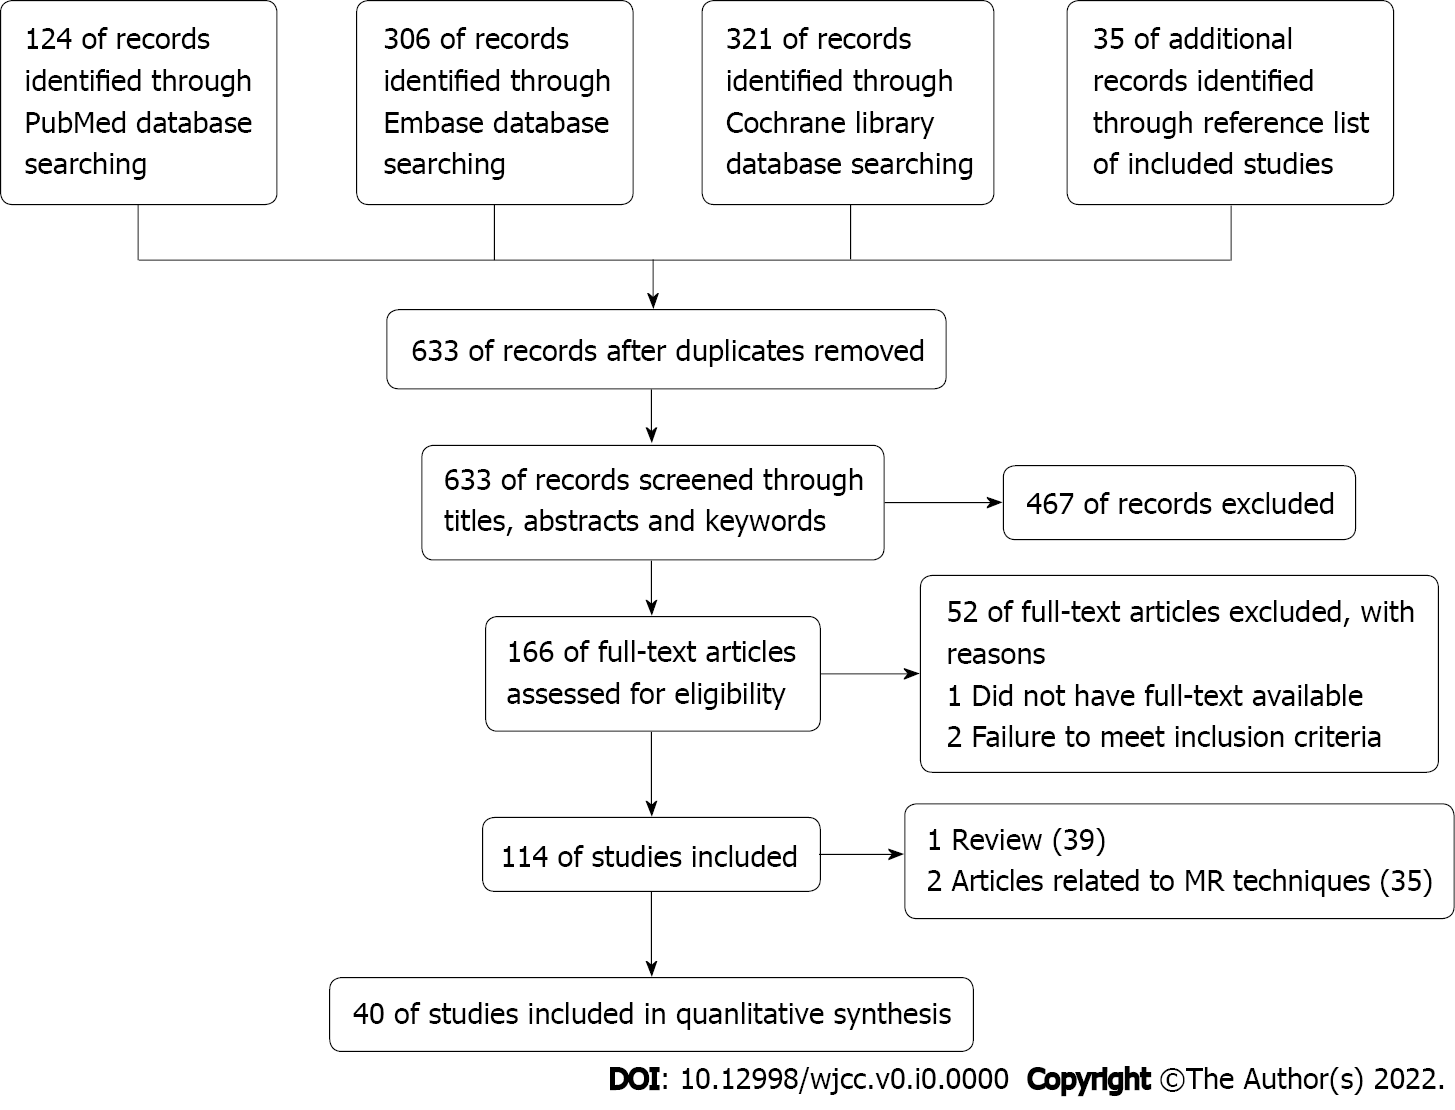 124 of records
identified through
PubMed database
searching
306 of records
identified through
Embase database
searching
321 of records
identified through
Cochrane library
database searching
35 of additional
records identified
through reference list
of included studies
633 of records after duplicates removed
633 of records screened through
titles, abstracts and keywords
467 of records excluded
166 of full-text articles
assessed for eligibility
52 of full-text articles excluded, with
reasons
1 Did not have full-text available
2 Failure to meet inclusion criteria
114 of studies included
1 Review (39)
2 Articles related to MR techniques (35)
40 of studies included in quanlitative synthesis
DOI: 10.12998/wjcc.v0.i0.0000 Copyright ©The Author(s) 2022.